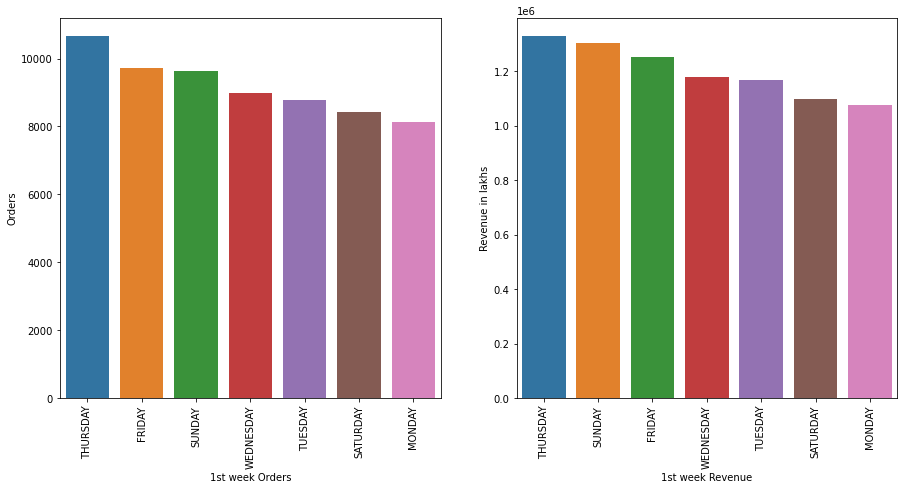 10000
8000
6000
4000
2000
0
Orders
THURSDAY
FRIDAY
SUNDAY
WEDNESDAY
TUESDAY
SATURDAY
MONDAY
1st week Orders
1e6
1.2
1.0
0.8
0.6
0.4
0.2
0.0
Revenue in lakhs
THURSDAY
SUNDAY
FRIDAY
WEDNESDAY
TUESDAY
SATURDAY
MONDAY
1st week Revenue